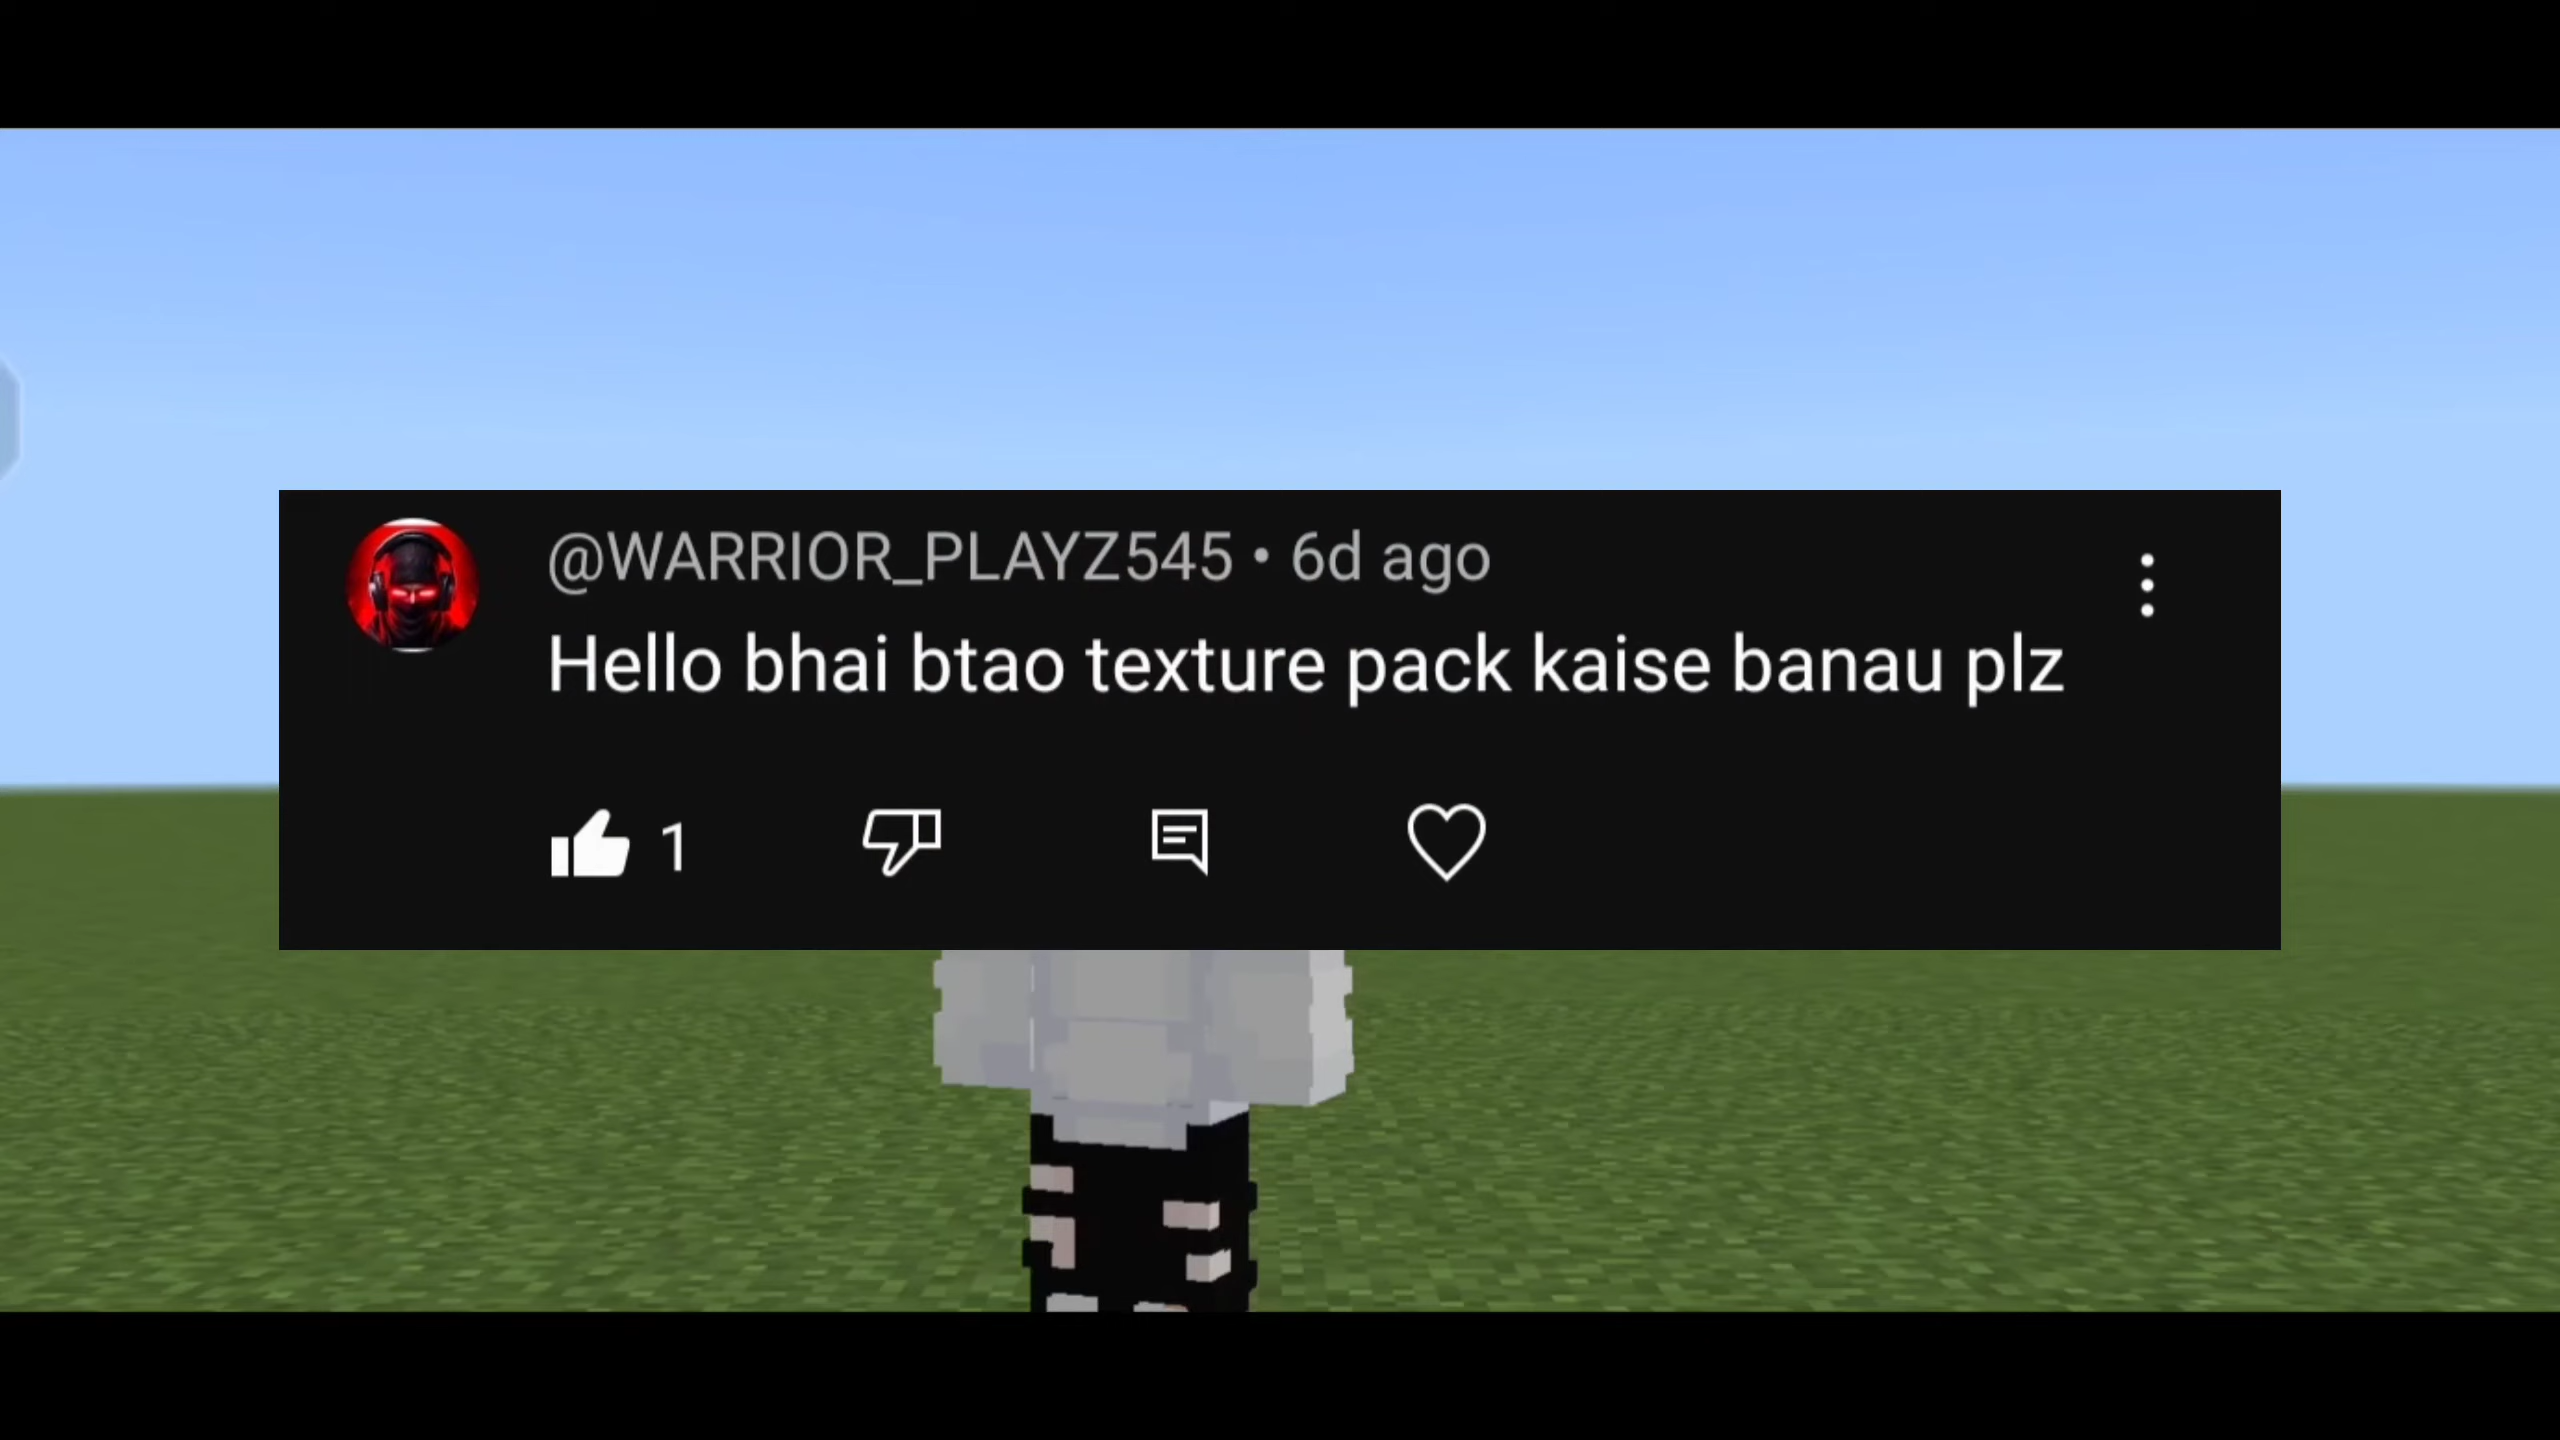 @WARRIOR_PLAYZ545 • 6d ago
Hello bhai btao texture pack kaise banau plz
1